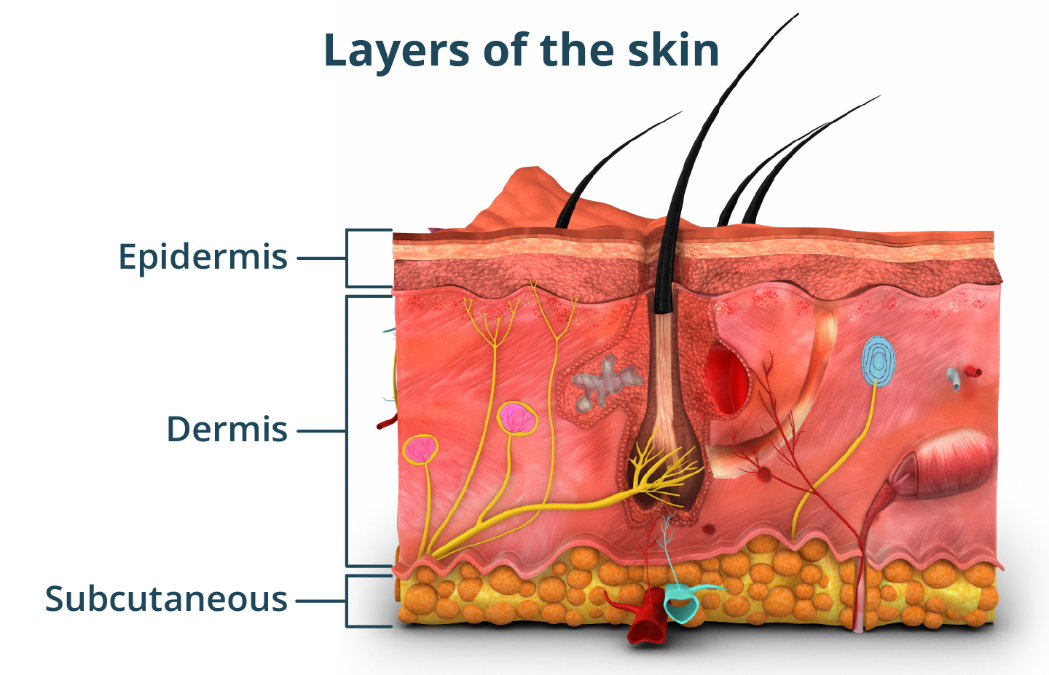 Layers of the skin
Epidermis
Dermis
Subcutaneous